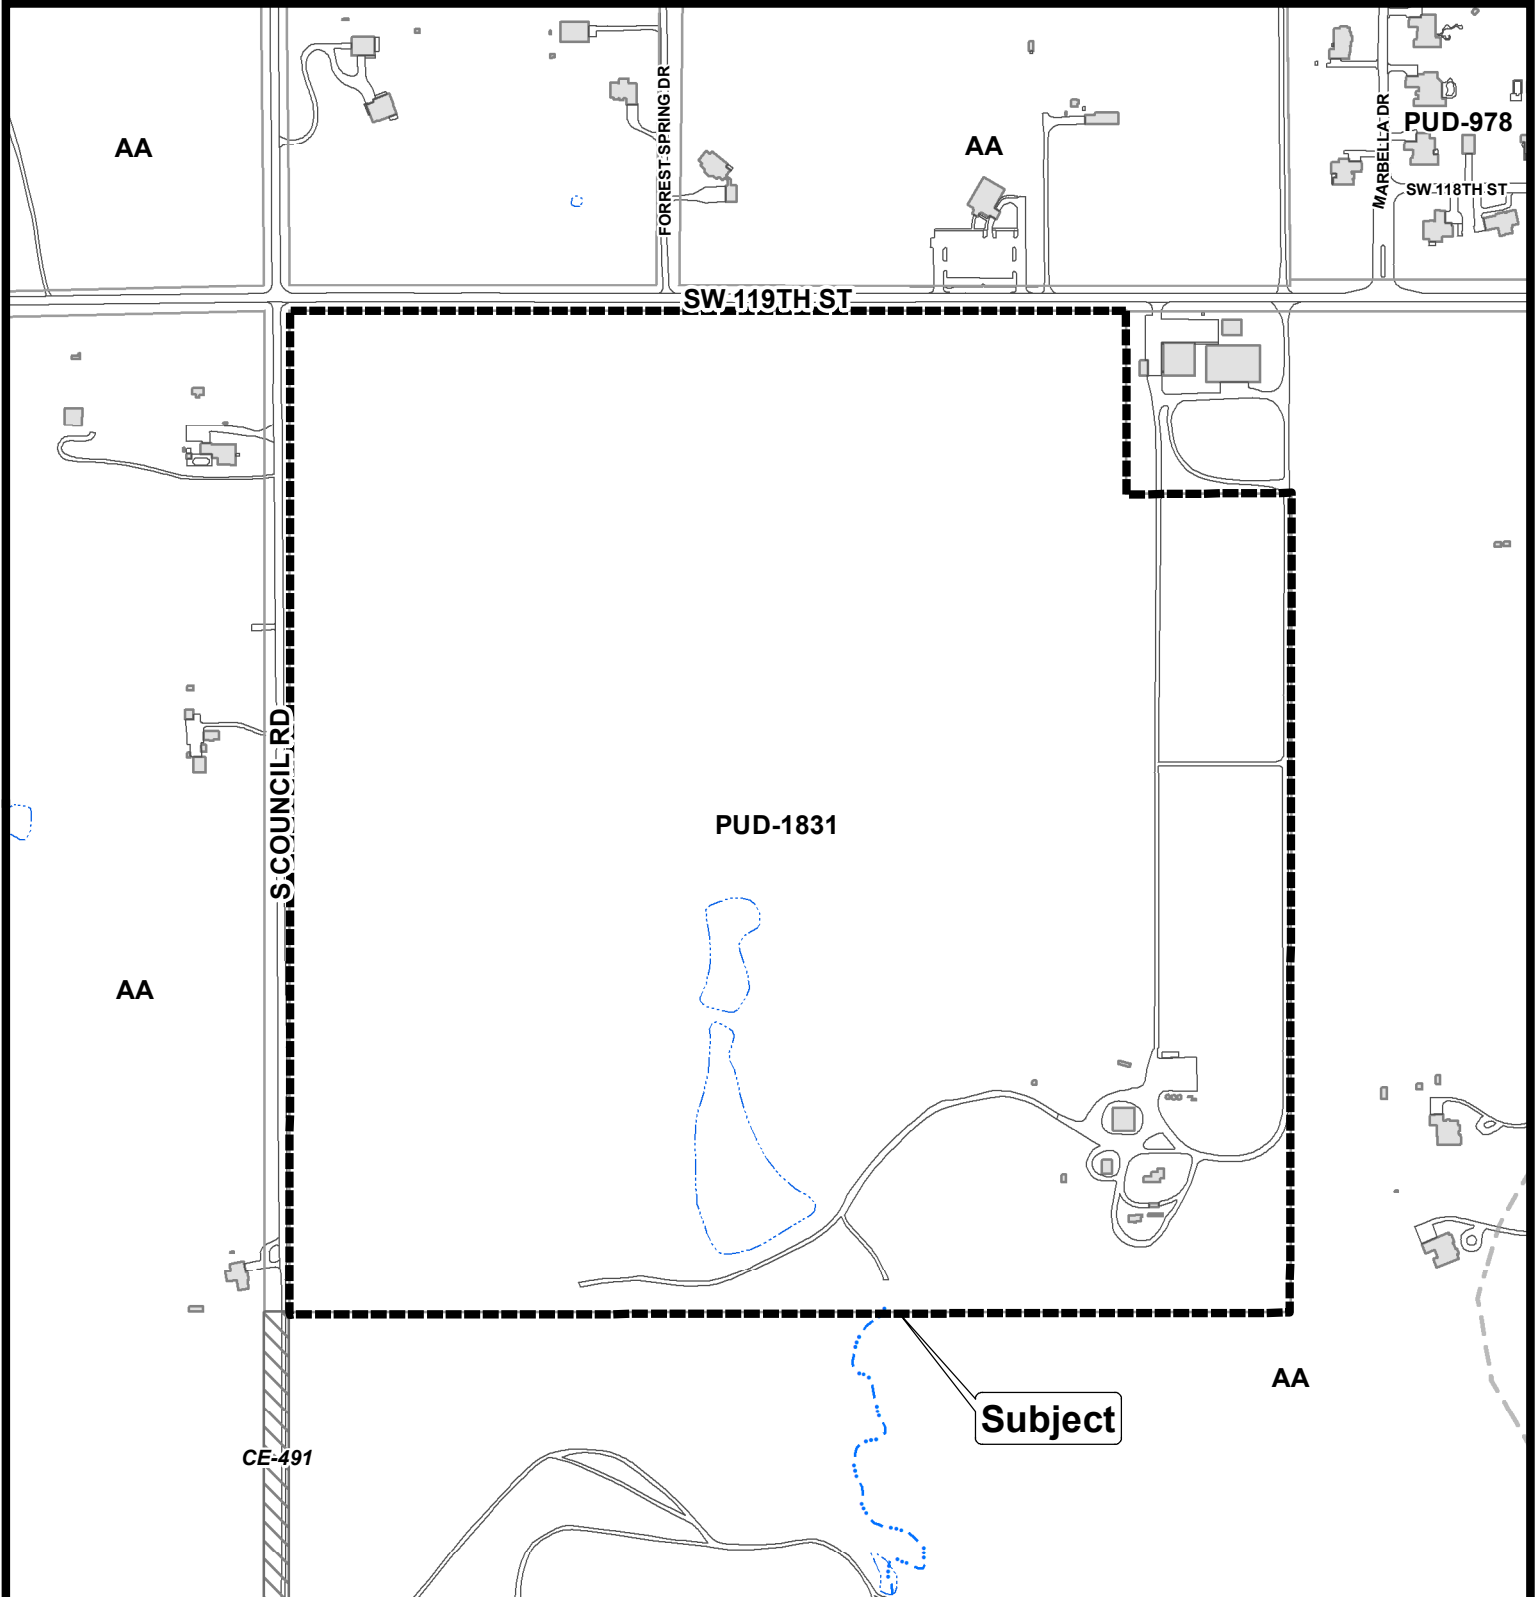 AA
FORREST SPRING DR
AA
MARBELLA DR
PUD-978
SW 118TH ST
SW 119TH ST
S COUNCIL RD
PUD-1831
AA
AA
Subject
CE-491